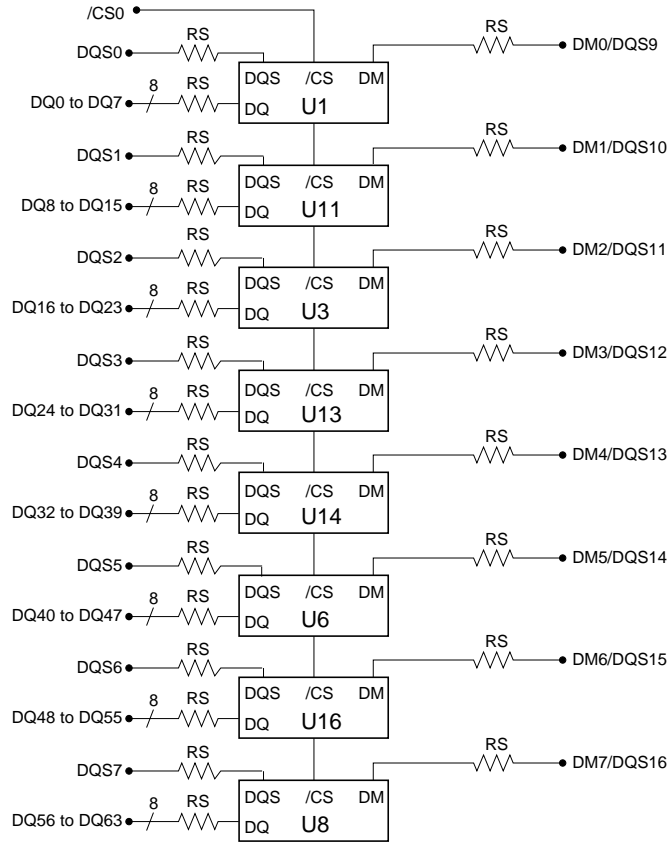 /CS0
RS
RS
DQS0
DM0/DQS9
DQS /CS DM
8
RS
DQ0 to DQ7
DQ
U1
RS
RS
DQS1
DM1/DQS10
DQS /CS DM
8
RS
DQ8 to DQ15
DQ
U11
RS
RS
DQS2
DM2/DQS11
DQS /CS DM
8
RS
DQ16 to DQ23
DQ
U3
RS
RS
DQS3
DM3/DQS12
DQS /CS DM
8
RS
DQ24 to DQ31
DQ
U13
RS
RS
DQS4
DM4/DQS13
DQS /CS DM
8
RS
DQ32 to DQ39
DQ
U14
RS
RS
DQS5
DM5/DQS14
DQS /CS DM
8
RS
DQ40 to DQ47
DQ
U6
RS
RS
DQS6
DM6/DQS15
DQS /CS DM
8
RS
DQ48 to DQ55
DQ
U16
RS
RS
DQS7
DM7/DQS16
DQS /CS DM
8
RS
DQ56 to DQ63
DQ
U8